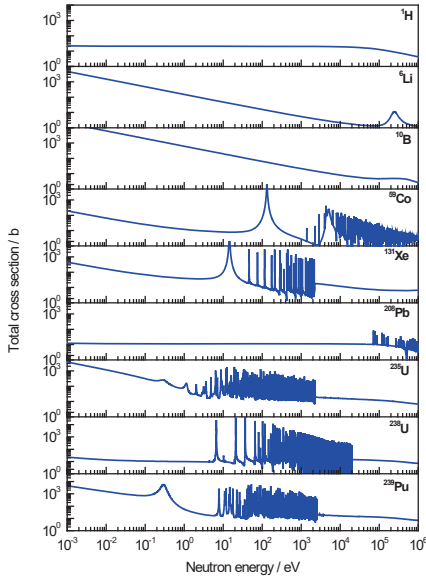 Total cross section / b
10³
¹H
10⁰
10³
⁶Li
10⁰
10³
¹⁰B
10⁰
10³
⁵⁹Co
10⁰
10³
¹³¹Xe
10⁰
10³
²⁰⁸Pb
10⁰
10³
²³⁵U
10⁰
10³
²³⁸U
10⁰
10³
²³⁹Pu
10⁰
10⁻³ 10⁻² 10⁻¹ 10⁰ 10¹ 10² 10³ 10⁴ 10⁵ 10⁶
Neutron energy / eV